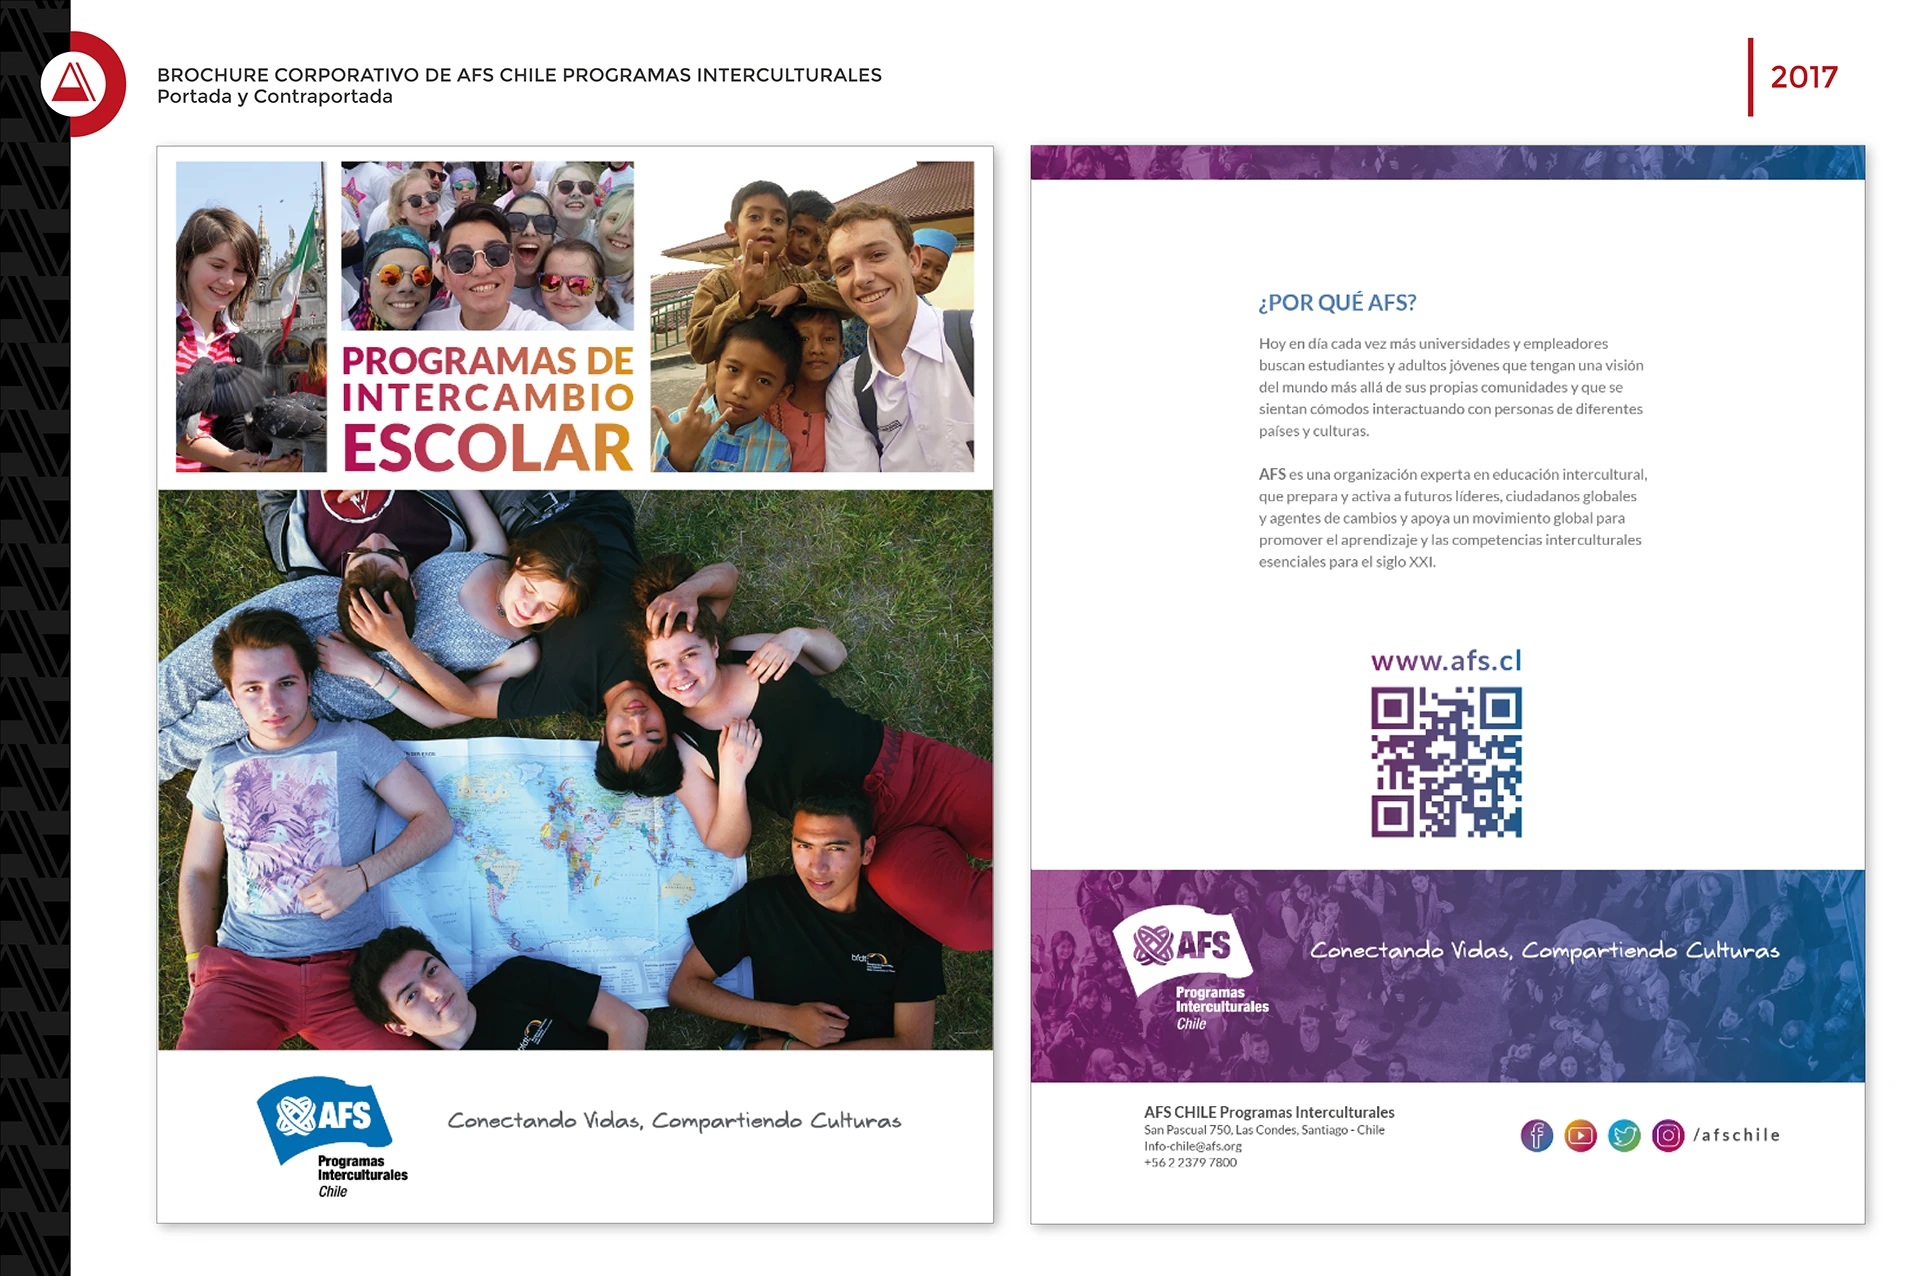 BROCHURE CORPORATIVO DE AFS CHILE PROGRAMAS INTERCULTURALES
Portada y Contraportada
2017
PROGRAMAS DE
INTERCAMBIO
ESCOLAR
PA
bfdt
bfdt
AFS
Programas
Interculturales
Chile
Conectando Vidas, Compartiendo Culturas
¿POR QUÉ AFS?
Hoy en día cada vez más universidades y empleadores
buscan estudiantes y adultos jóvenes que tengan una visión
del mundo más allá de sus propias comunidades y que se
sientan cómodos interactuando con personas de diferentes
países y culturas.
AFS es una organización experta en educación intercultural,
que prepara y activa a futuros líderes, ciudadanos globales
y agentes de cambios y apoya un movimiento global para
promover el aprendizaje y las competencias interculturales
esenciales para el siglo XXI.
www.afs.cl
AFS
Programas
Interculturales
Chile
Conectando Vidas, Compartiendo Culturas
AFS CHILE Programas Interculturales
San Pascual 750, Las Condes, Santiago - Chile
Info-chile@afs.org
+56 2 2379 7800
/afschile